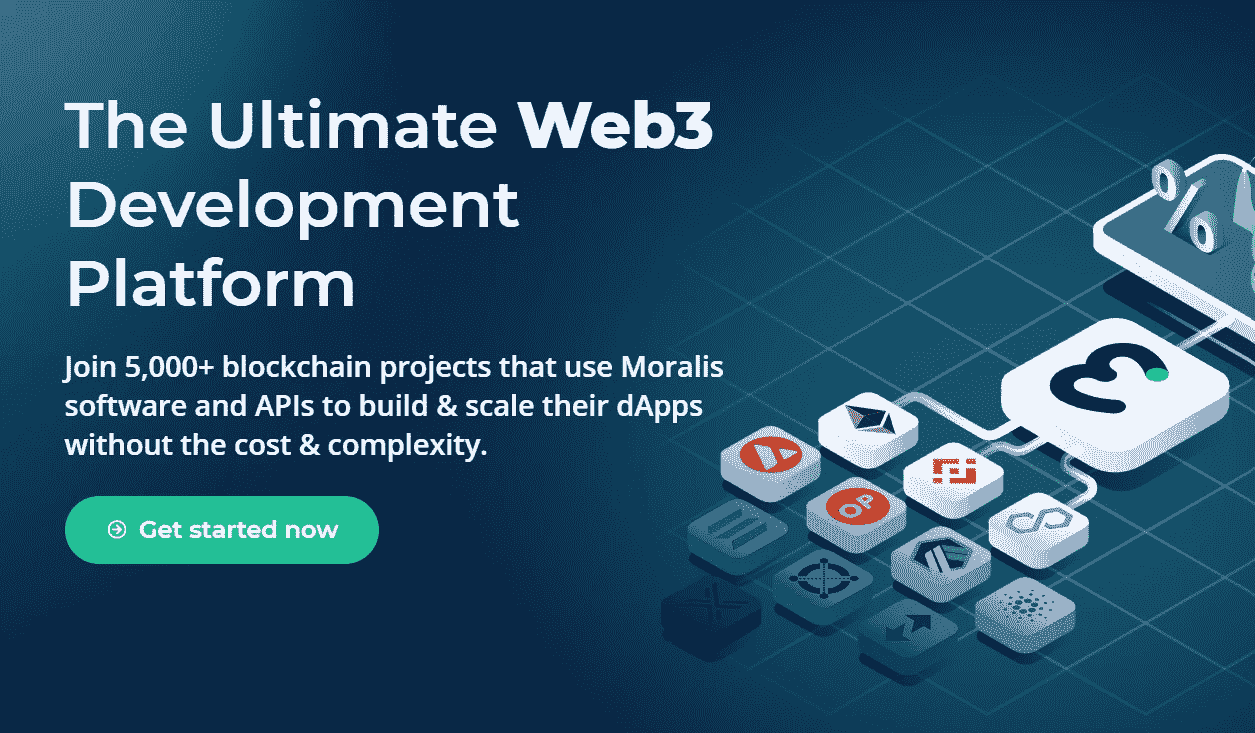 The Ultimate Web3
Development
Platform
Join 5,000+ blockchain projects that use Moralis
software and APIs to build & scale their dApps
without the cost & complexity.
Get started now
%
OP